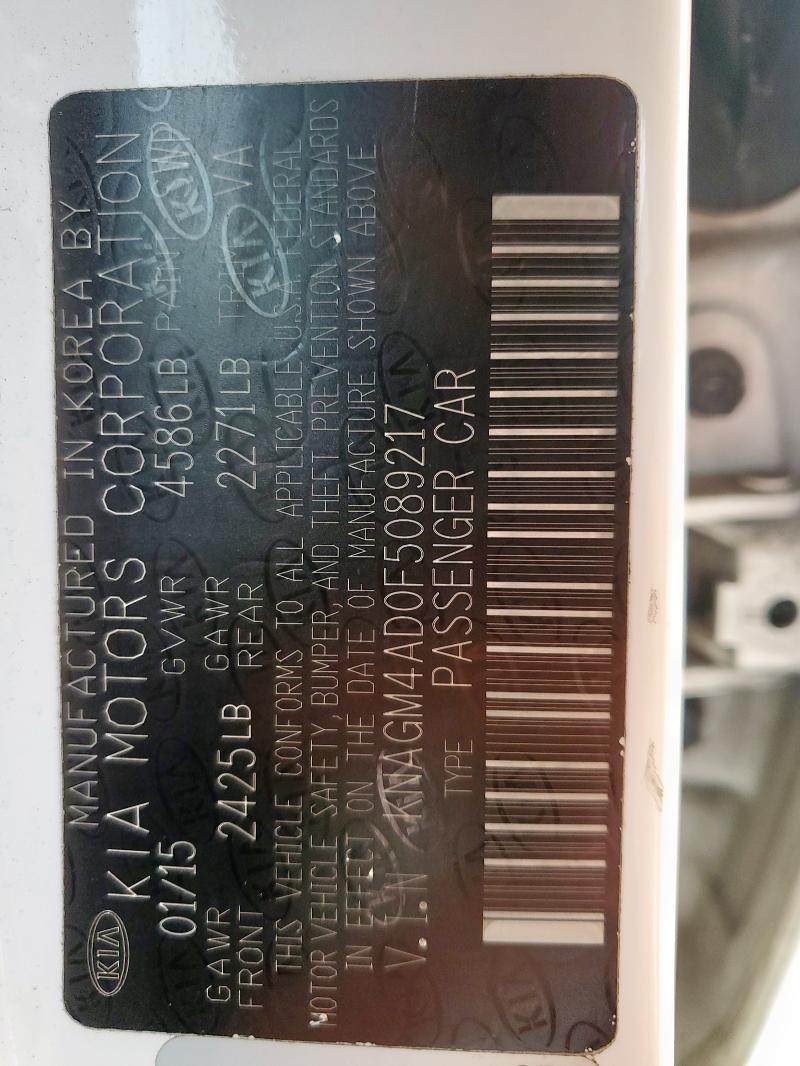 KIA
MANUFACTURED IN KOREA BY
KIA MOTORS CORPORATION
01/15 GVWR 4586LB PAINT SWP
GAWR FRONT 2425LB GAWR REAR 2271LB TRIM VA
THIS VEHICLE CONFORMS TO ALL APPLICABLE U.S.A. FEDERAL
MOTOR VEHICLE SAFETY, BUMPER, AND THEFT PREVENTION STANDARDS
IN EFFECT ON THE DATE OF MANUFACTURE SHOWN ABOVE
V.I.N KNAGM4AD0F5089217
TYPE PASSENGER CAR